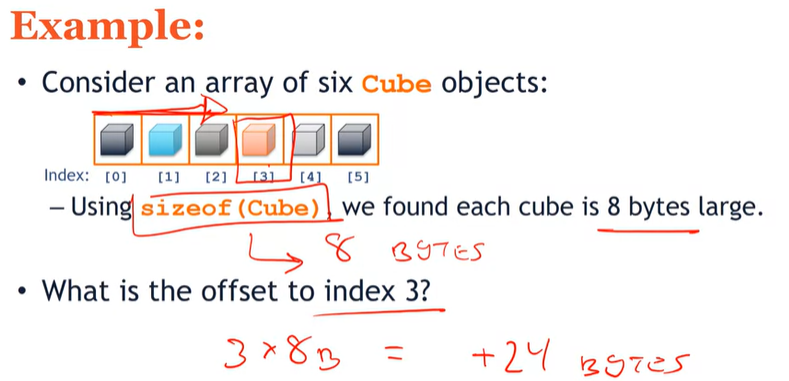 Example:
• Consider an array of six Cube objects:
Index: [0] [1] [2] [3] [4] [5]
– Using sizeof(Cube), we found each cube is 8 bytes large.
8 BYTES
• What is the offset to index 3?
3 × 8B = +24 BYTES